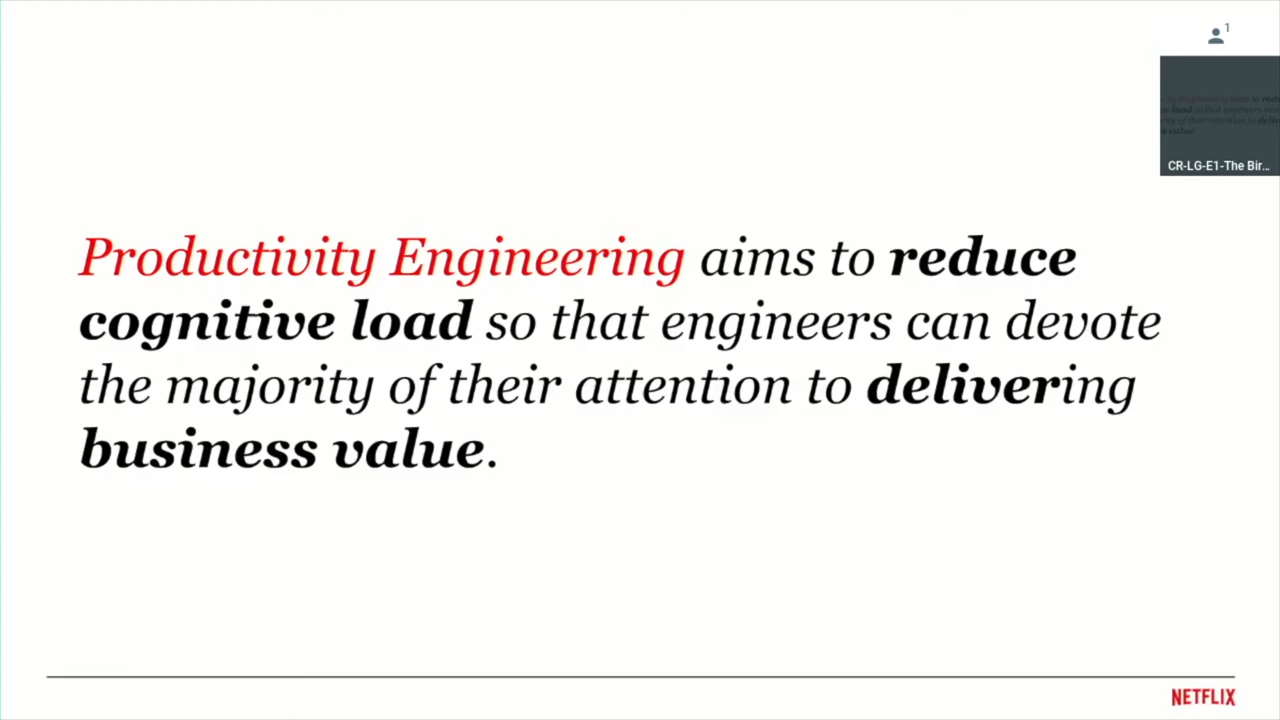 1
CR-LG-E1-The Bir...
Productivity Engineering aims to reduce
cognitive load so that engineers can devote
the majority of their attention to delivering
business value.
NETFLIX